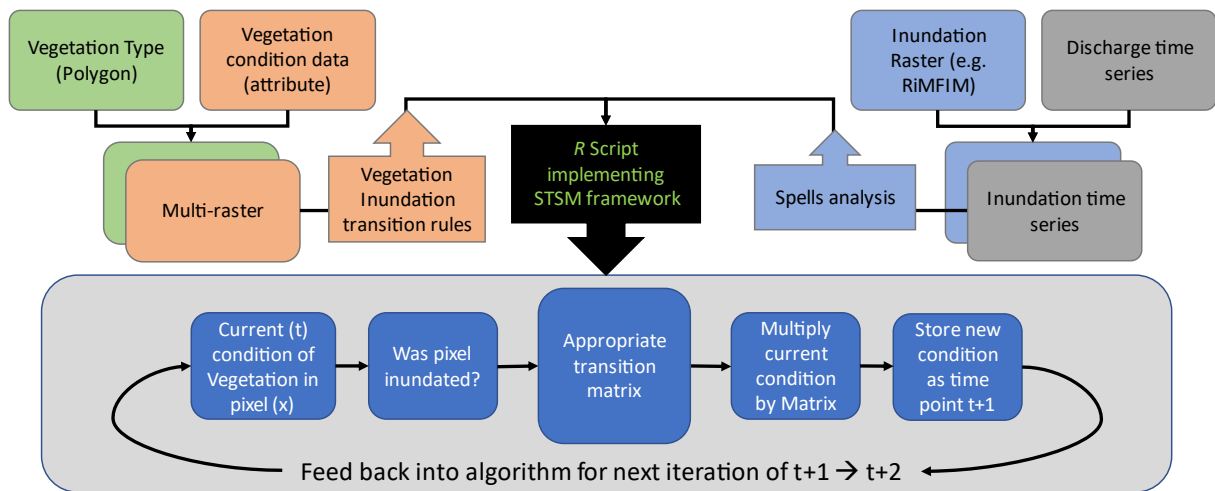 Vegetation Type
(Polygon)
Vegetation
condition data
(attribute)
Inundation
Raster (e.g.
RiMFIM)
Discharge time
series
Multi-raster
Vegetation
Inundation
transition rules
R Script
implementing
STSM framework
Spells analysis
Inundation time
series
Current (t)
condition of
Vegetation in
pixel (x)
Was pixel
inundated?
Appropriate
transition
matrix
Multiply
current
condition
by Matrix
Store new
condition
as time
point t+1
Feed back into algorithm for next iteration of t+1 → t+2